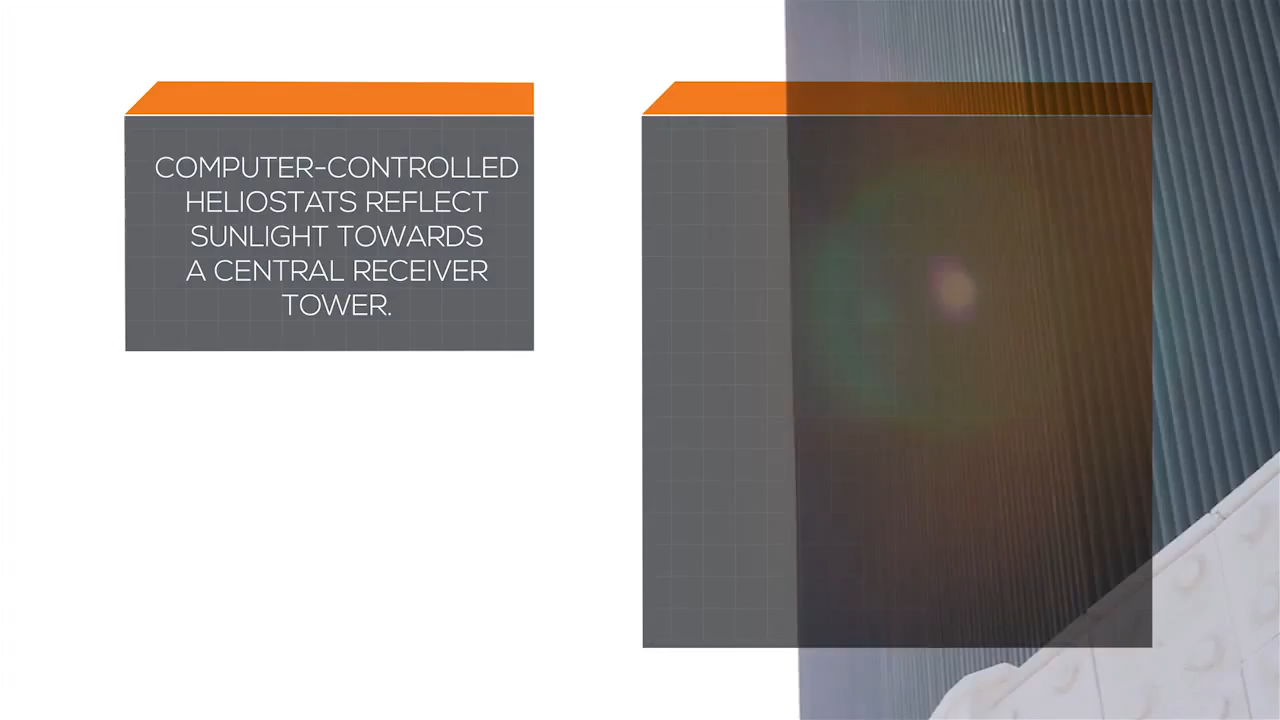 COMPUTER-CONTROLLED
HELIOSTATS REFLECT
SUNLIGHT TOWARDS
A CENTRAL RECEIVER
TOWER.